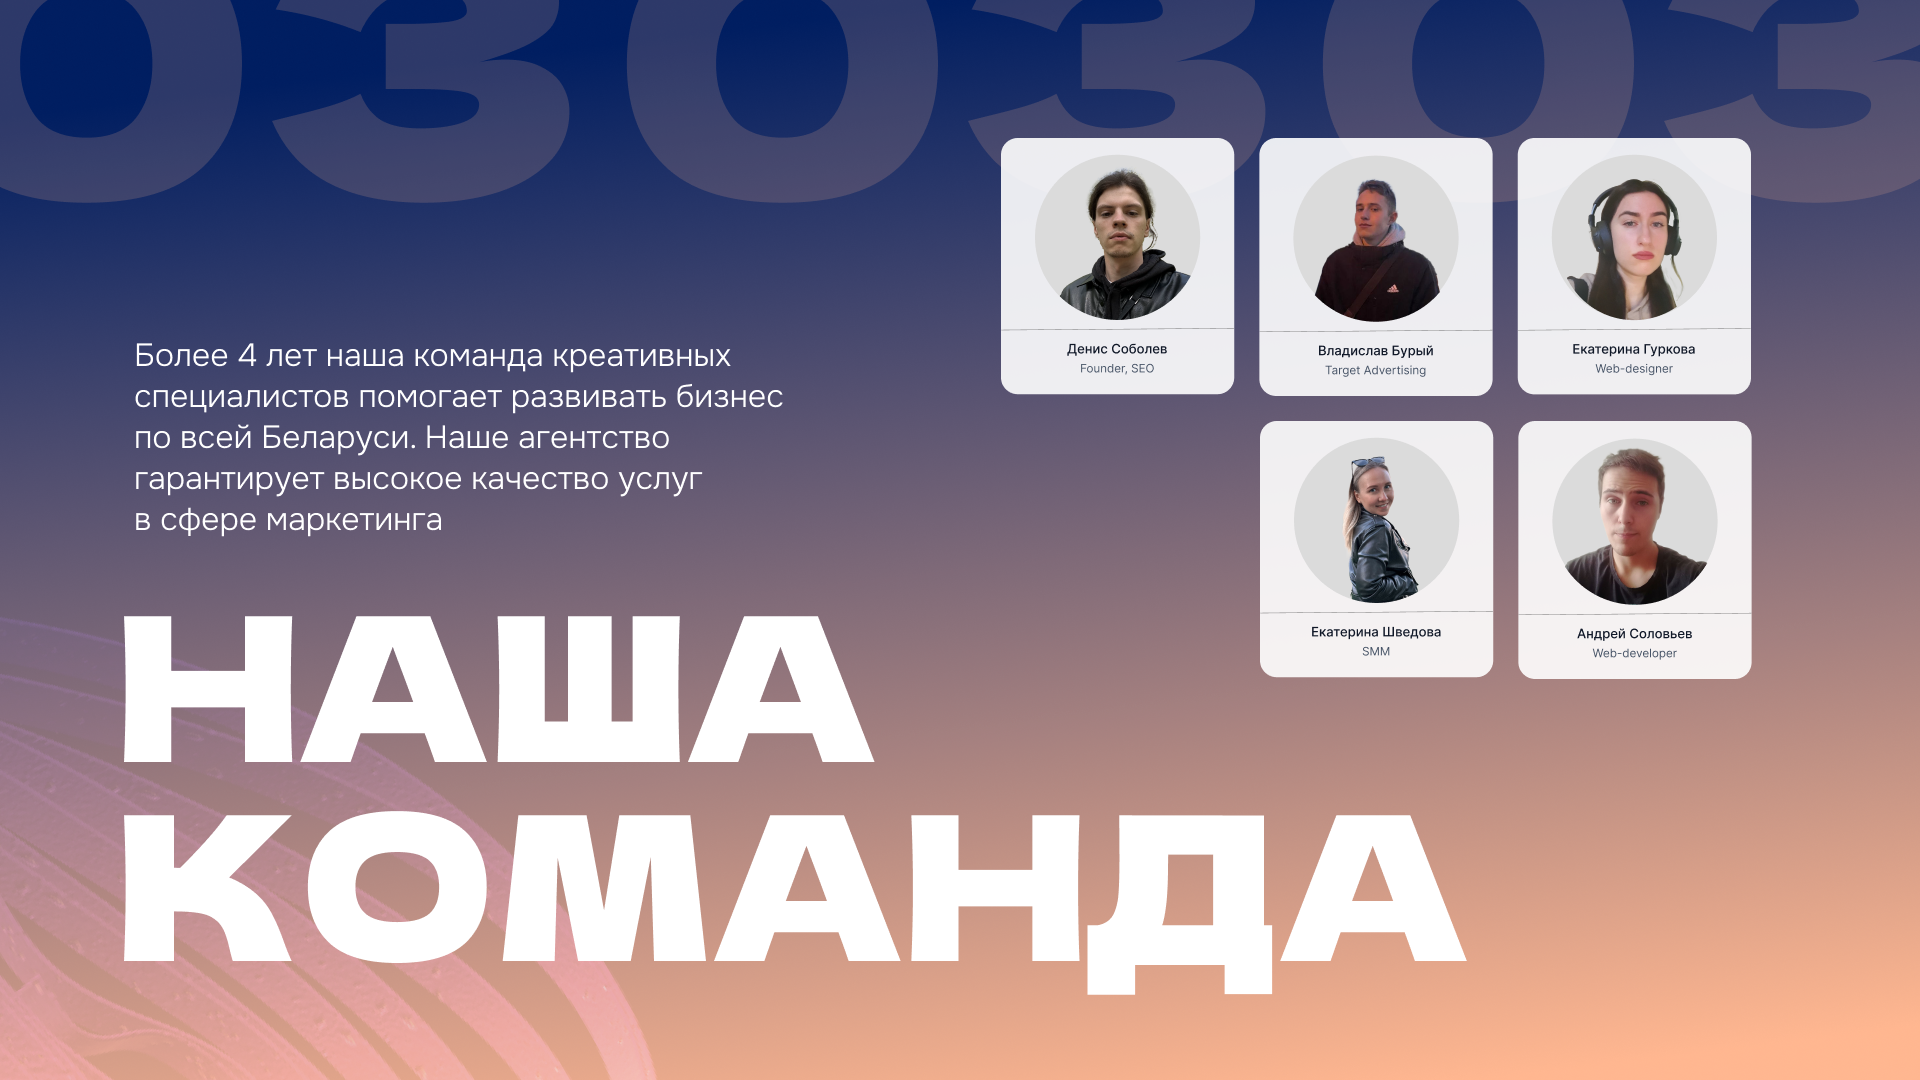 030303
Более 4 лет наша команда креативных
специалистов помогает развивать бизнес
по всей Беларуси. Наше агентство
гарантирует высокое качество услуг
в сфере маркетинга
НАША
КОМАНДА
Денис Соболев
Founder, SEO
Владислав Бурый
Target Advertising
Екатерина Гуркова
Web-designer
Екатерина Шведова
SMM
Андрей Соловьев
Web-developer